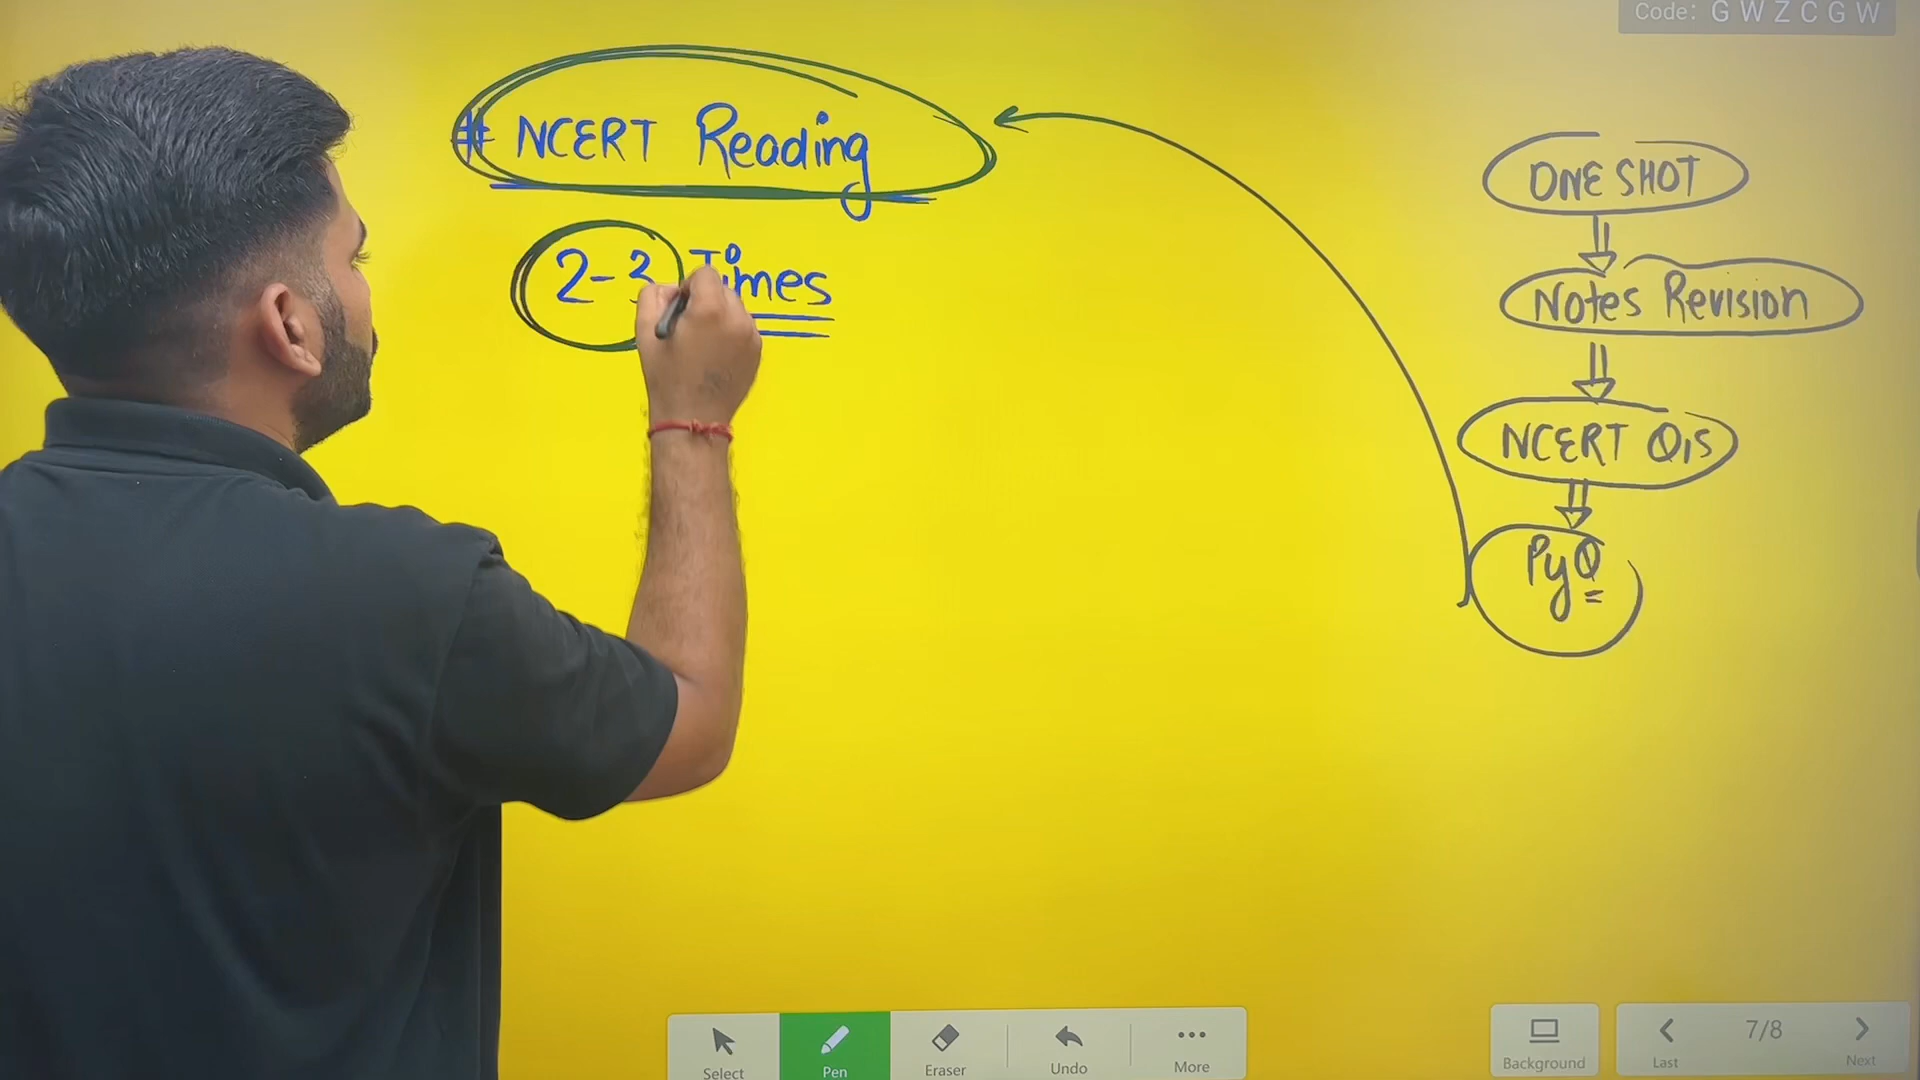 Code: GWZCGW
# NCERT Reading
2-3 Times
ONE SHOT
Notes Revision
NCERT Q,s
PyQ
Select
Pen
Eraser
Undo
More
Background
7/8
Last
Next